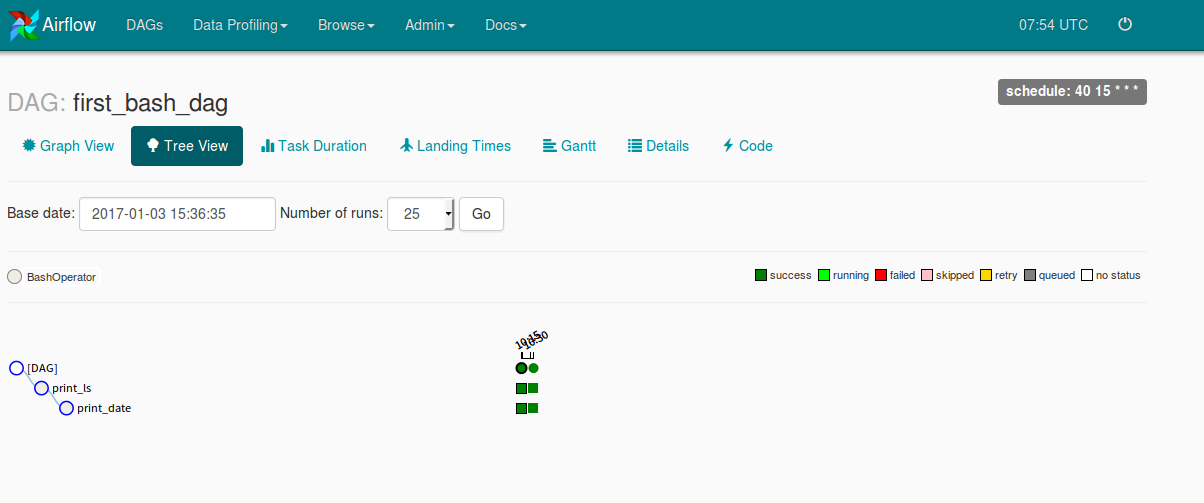 Airflow DAGs Data Profiling Browse Admin Docs 07:54 UTC
DAG: first_bash_dag
schedule: 40 15 * * *
Graph View Tree View Task Duration Landing Times Gantt Details Code
Base date: 2017-01-03 15:36:35 Number of runs: 25 Go
BashOperator
success running failed skipped retry queued no status
[DAG]
print_ls
print_date